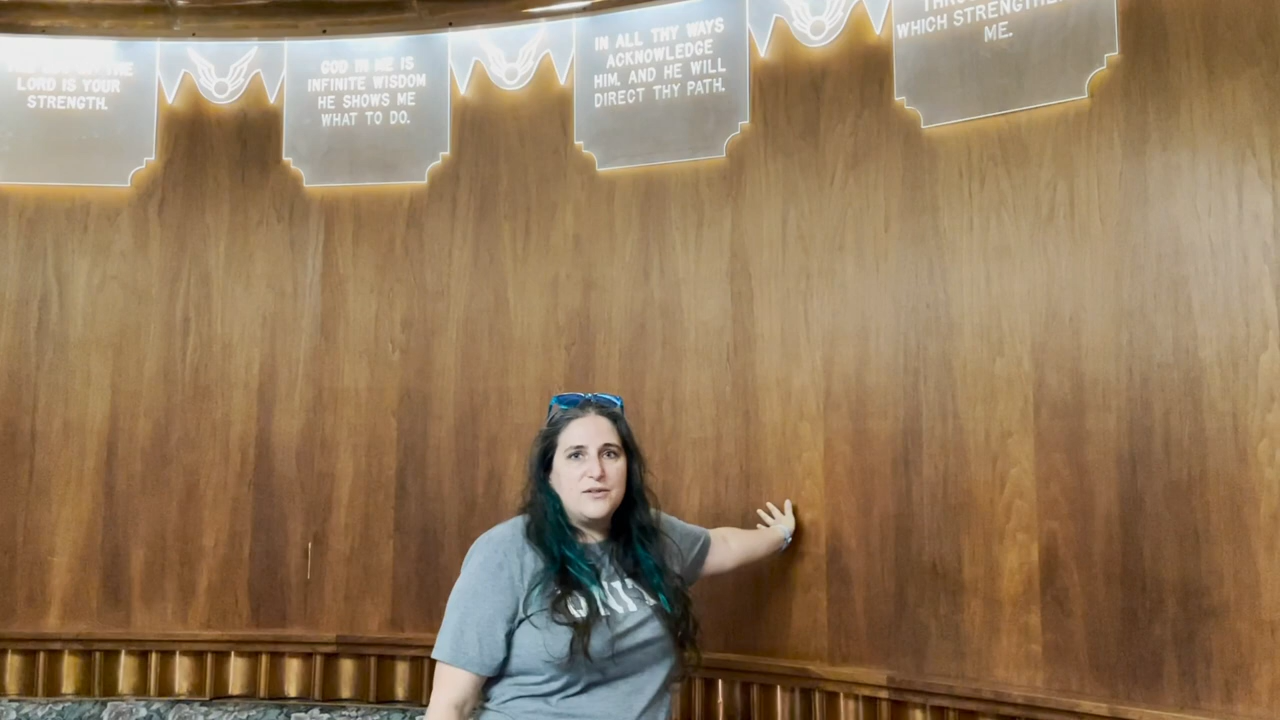 THE
LORD IS YOUR
STRENGTH.
GOD IN ME IS
INFINITE WISDOM
HE SHOWS ME
WHAT TO DO.
IN ALL THY WAYS
ACKNOWLEDGE
HIM. AND HE WILL
DIRECT THY PATH.
WHICH
ME.